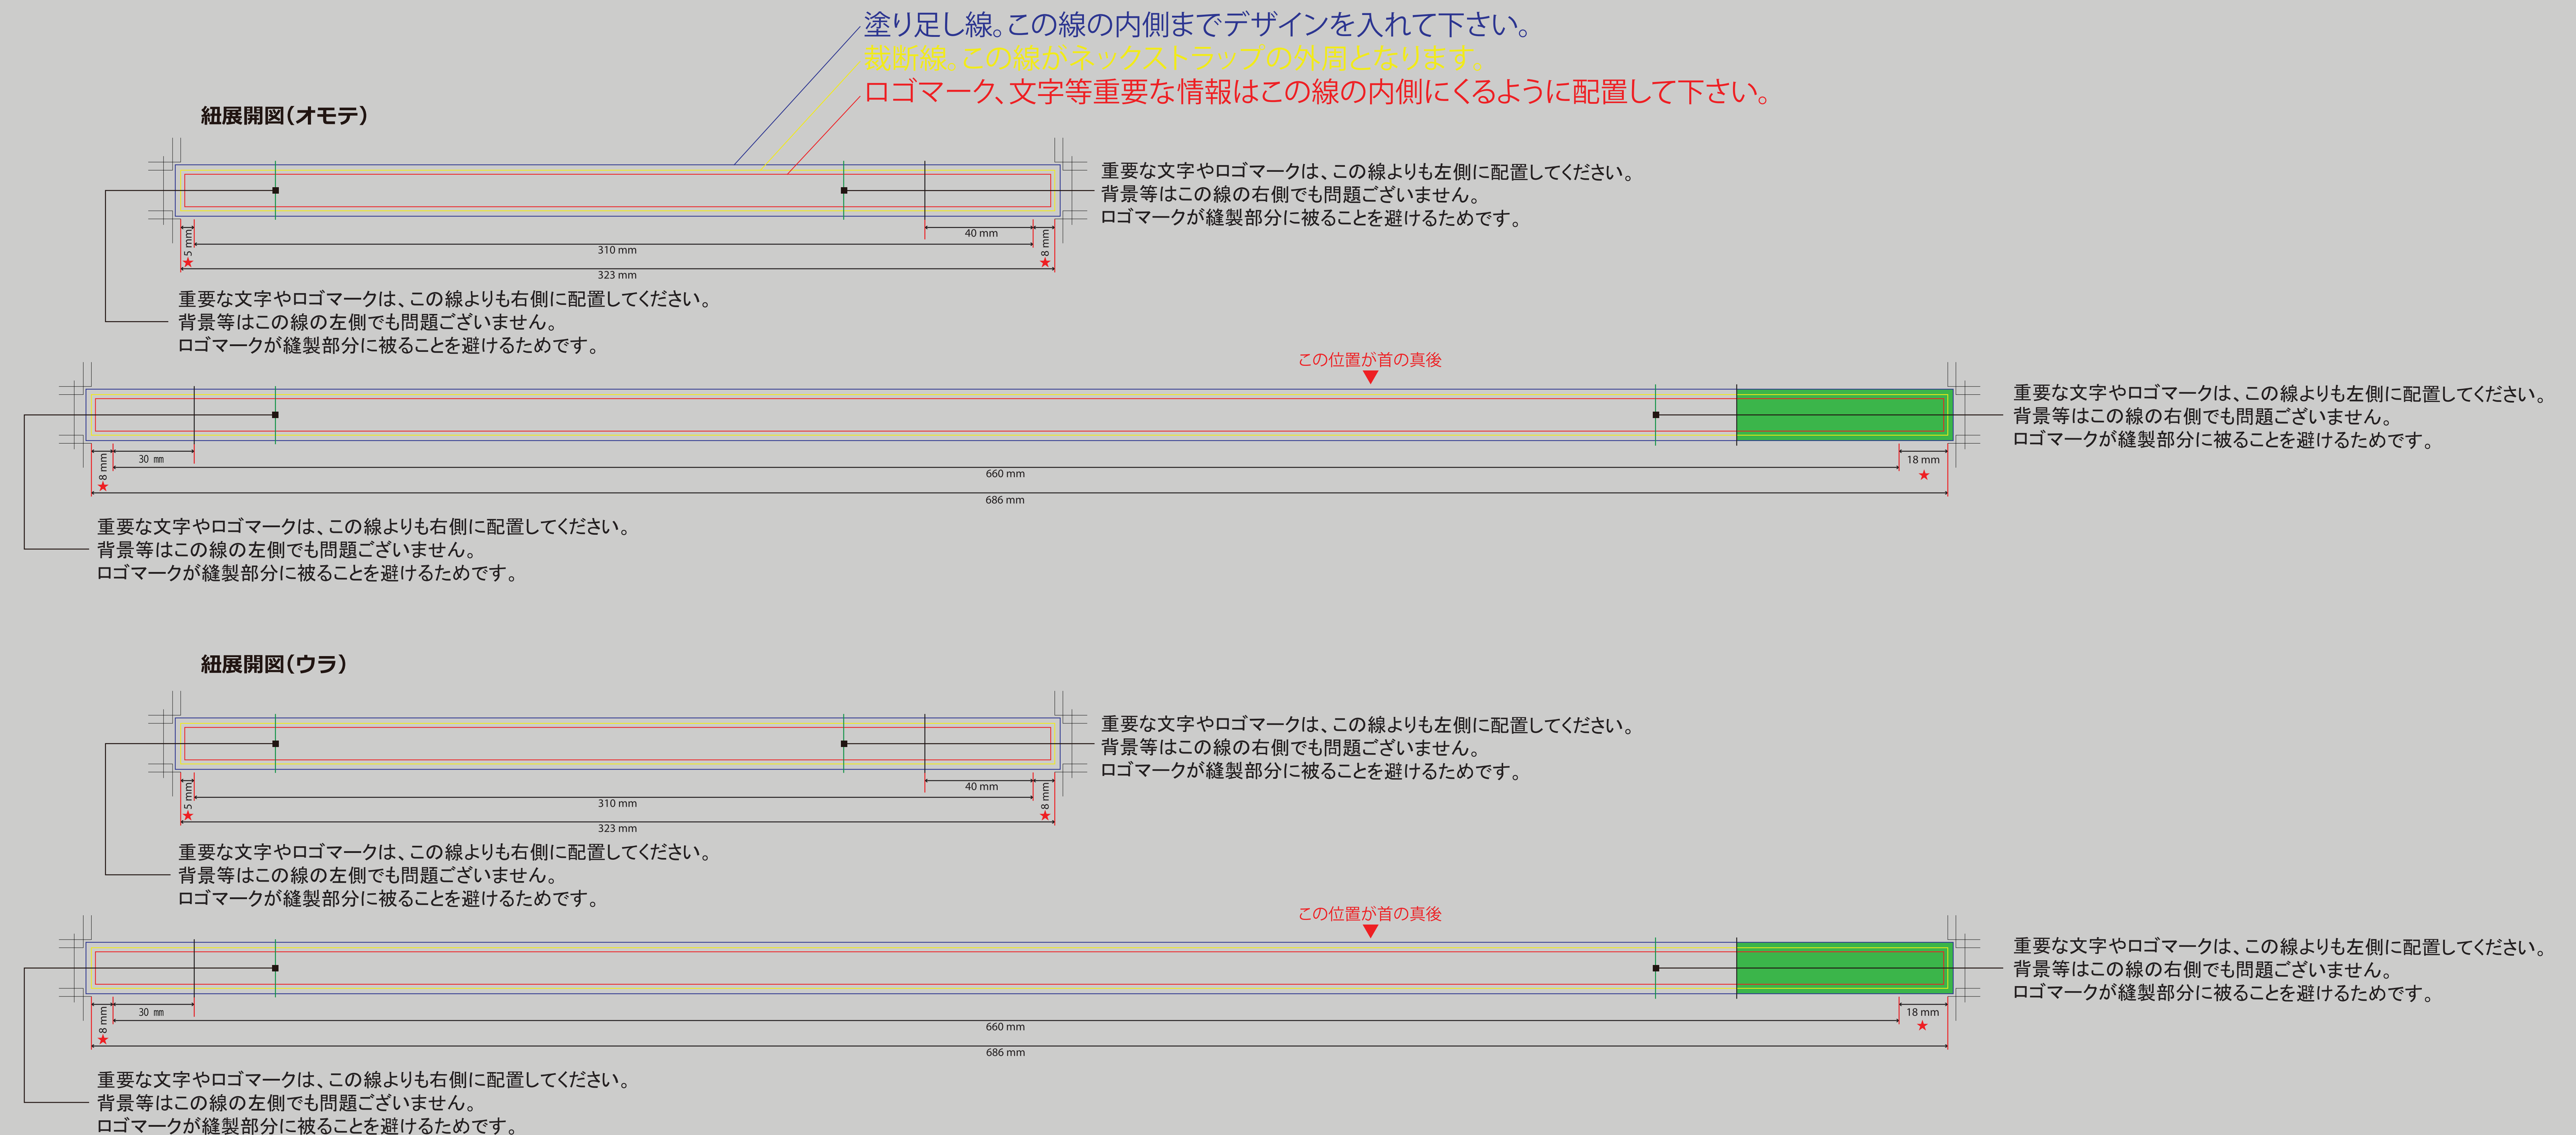 塗り足し線。この線の内側までデザインを入れて下さい。
裁断線。この線がネックストラップの外周となります。
ロゴマーク、文字等重要な情報はこの線の内側にくるように配置して下さい。
紐展開図(オモテ)
重要な文字やロゴマークは、この線よりも左側に配置してください。
背景等はこの線の右側でも問題ございません。
ロゴマークが縫製部分に被ることを避けるためです。
5 mm
★
310 mm
323 mm
40 mm
8 mm
★
重要な文字やロゴマークは、この線よりも右側に配置してください。
背景等はこの線の左側でも問題ございません。
ロゴマークが縫製部分に被ることを避けるためです。
この位置が首の真後
重要な文字やロゴマークは、この線よりも左側に配置してください。
背景等はこの線の右側でも問題ございません。
ロゴマークが縫製部分に被ることを避けるためです。
8 mm
★
30 mm
660 mm
686 mm
18 mm
★
重要な文字やロゴマークは、この線よりも右側に配置してください。
背景等はこの線の左側でも問題ございません。
ロゴマークが縫製部分に被ることを避けるためです。
紐展開図(ウラ)
重要な文字やロゴマークは、この線よりも左側に配置してください。
背景等はこの線の右側でも問題ございません。
ロゴマークが縫製部分に被ることを避けるためです。
5 mm
★
310 mm
323 mm
40 mm
8 mm
★
重要な文字やロゴマークは、この線よりも右側に配置してください。
背景等はこの線の左側でも問題ございません。
ロゴマークが縫製部分に被ることを避けるためです。
この位置が首の真後
重要な文字やロゴマークは、この線よりも左側に配置してください。
背景等はこの線の右側でも問題ございません。
ロゴマークが縫製部分に被ることを避けるためです。
8 mm
★
30 mm
660 mm
686 mm
18 mm
★
重要な文字やロゴマークは、この線よりも右側に配置してください。
背景等はこの線の左側でも問題ございません。
ロゴマークが縫製部分に被ることを避けるためです。